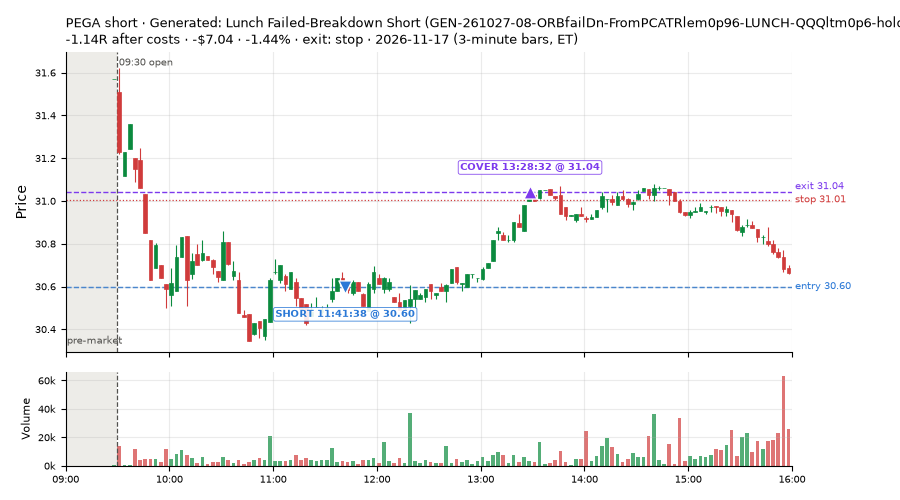 PEGA short · Generated: Lunch Failed-Breakdown Short (GEN-261027-08-ORBfailDn-FromPCATRlem0p96-LUNCH-QQQltm0p6-hold
-1.14R after costs · -$7.04 · -1.44% · exit: stop · 2026-11-17 (3-minute bars, ET)
09:30 open
31.6
31.4
31.2
31.0
30.8
30.6
30.4
Price
COVER 13:28:32 @ 31.04
exit 31.04
stop 31.01
entry 30.60
SHORT 11:41:38 @ 30.60
pre-market
60k
40k
20k
0k
Volume
09:00
10:00
11:00
12:00
13:00
14:00
15:00
16:00